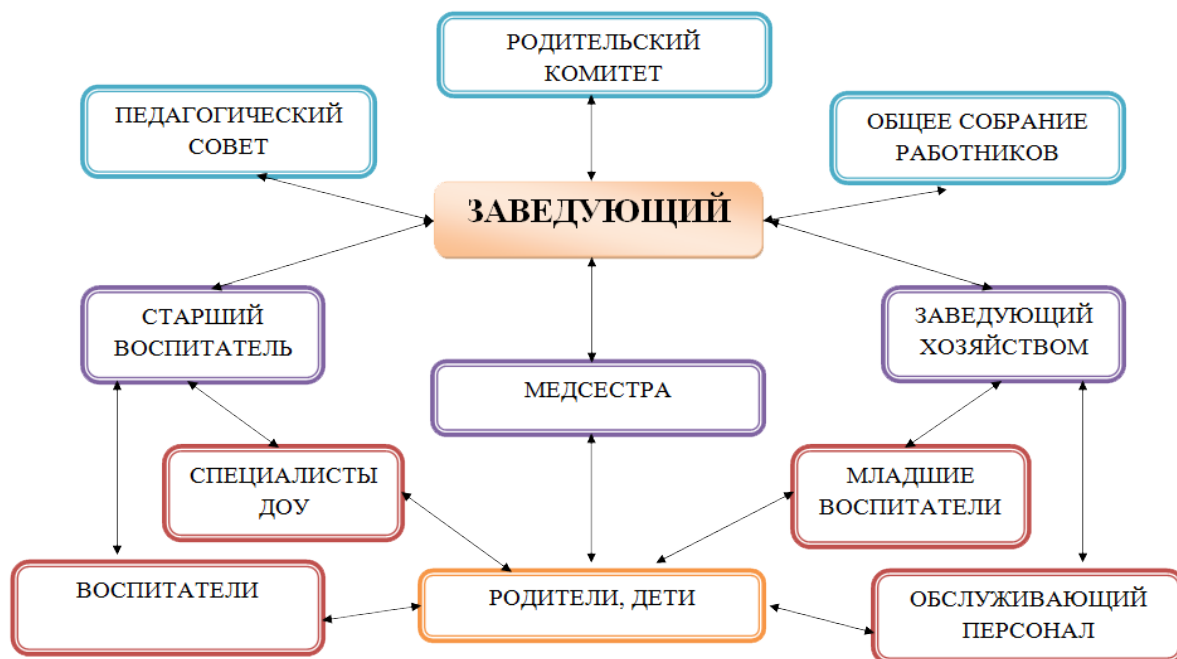 РОДИТЕЛЬСКИЙ
КОМИТЕТ
ПЕДАГОГИЧЕСКИЙ
СОВЕТ
ОБЩЕЕ СОБРАНИЕ
РАБОТНИКОВ
ЗАВЕДУЮЩИЙ
СТАРШИЙ
ВОСПИТАТЕЛЬ
МЕДСЕСТРА
ЗАВЕДУЮЩИЙ
ХОЗЯЙСТВОМ
СПЕЦИАЛИСТЫ
ДОУ
МЛАДШИЕ
ВОСПИТАТЕЛИ
ВОСПИТАТЕЛИ
РОДИТЕЛИ, ДЕТИ
ОБСЛУЖИВАЮЩИЙ
ПЕРСОНАЛ